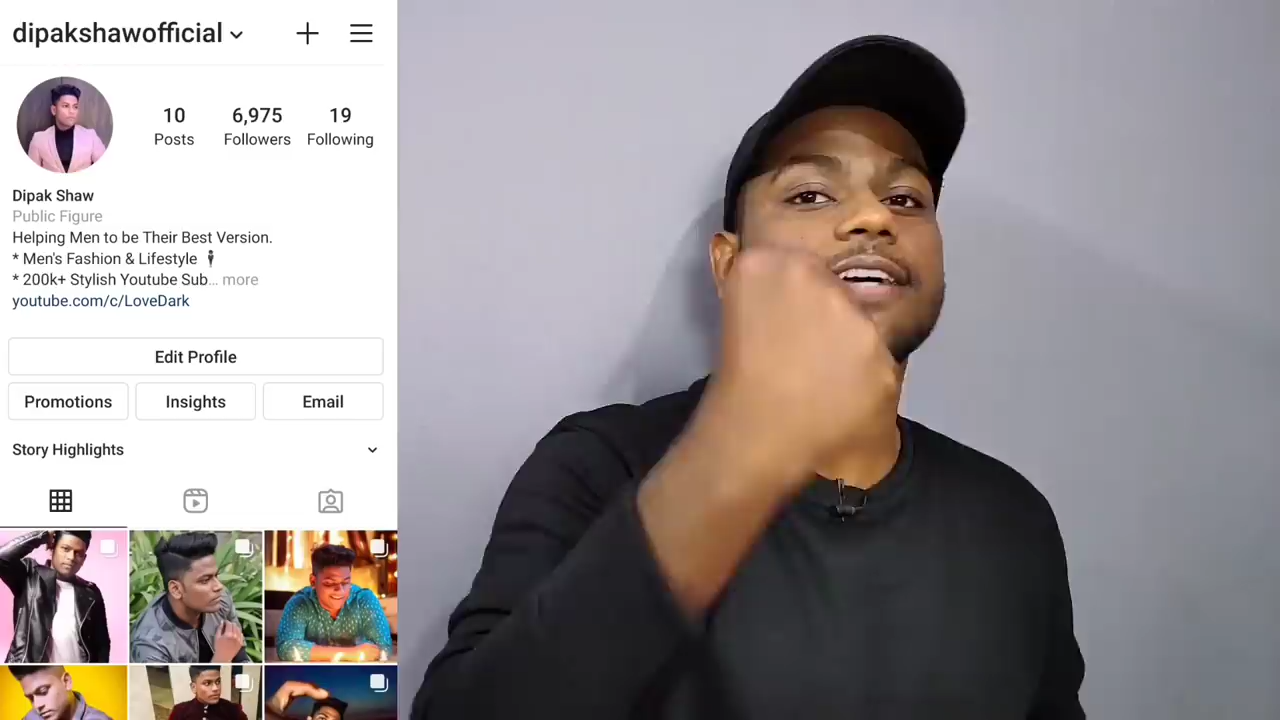 dipakshawofficial
10 6,975 19
Posts Followers Following
Dipak Shaw
Public Figure
Helping Men to be Their Best Version.
* Men's Fashion & Lifestyle 🕴
* 200k+ Stylish Youtube Sub... more
youtube.com/c/LoveDark
Edit Profile
Promotions Insights Email
Story Highlights